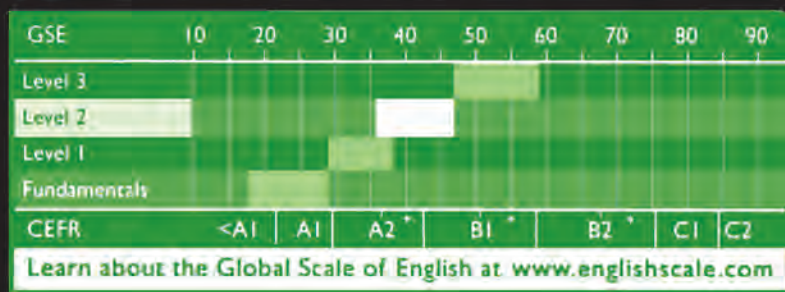 GSE 10 20 30 40 50 60 70 80 90
Level 3
Level 2
Level 1
Fundamentals
CEFR <A1 A1 A2+ B1+ B2+ C1 C2
Learn about the Global Scale of English at www.englishscale.com